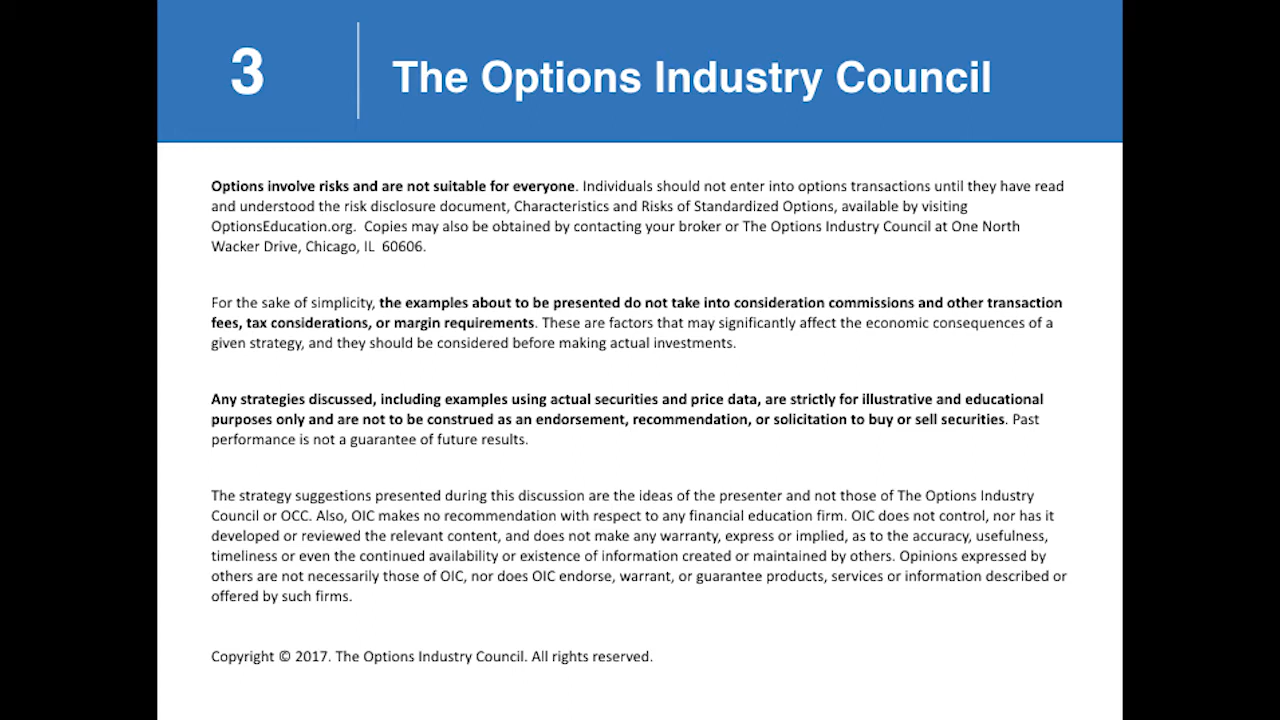 3
The Options Industry Council
Options involve risks and are not suitable for everyone. Individuals should not enter into options transactions until they have read
and understood the risk disclosure document, Characteristics and Risks of Standardized Options, available by visiting
OptionsEducation.org.  Copies may also be obtained by contacting your broker or The Options Industry Council at One North
Wacker Drive, Chicago, IL  60606.
For the sake of simplicity, the examples about to be presented do not take into consideration commissions and other transaction
fees, tax considerations, or margin requirements. These are factors that may significantly affect the economic consequences of a
given strategy, and they should be considered before making actual investments.
Any strategies discussed, including examples using actual securities and price data, are strictly for illustrative and educational
purposes only and are not to be construed as an endorsement, recommendation, or solicitation to buy or sell securities. Past
performance is not a guarantee of future results.
The strategy suggestions presented during this discussion are the ideas of the presenter and not those of The Options Industry
Council or OCC. Also, OIC makes no recommendation with respect to any financial education firm. OIC does not control, nor has it
developed or reviewed the relevant content, and does not make any warranty, express or implied, as to the accuracy, usefulness,
timeliness or even the continued availability or existence of information created or maintained by others. Opinions expressed by
others are not necessarily those of OIC, nor does OIC endorse, warrant, or guarantee products, services or information described or
offered by such firms.
Copyright © 2017. The Options Industry Council. All rights reserved.